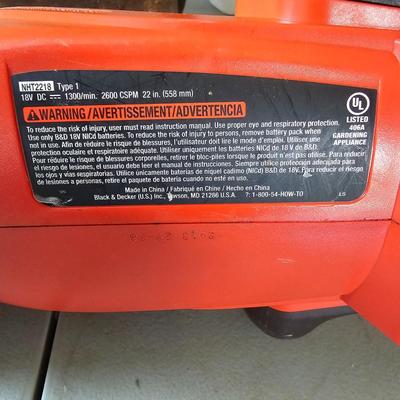 NHT2218 Type 1
18V DC 1300/min. 2600 CSPM 22 in. (558 mm)
WARNING/AVERTISSEMENT/ADVERTENCIA
To reduce the risk of injury, user must read instruction manual. Use proper eye and respiratory protection.
Use only B&D 18V NiCd batteries. To reduce the risk of injury to persons, remove battery pack when
not in use. Afin de réduire le risque de blessures, l'utilisateur doit lire le mode d'emploi. Utiliser une
protection oculaire et respiratoire adéquate. Utiliser uniquement batteries NiCd de 18 V de B&D.
Pour réduire le risque de blessures corporelles, retirer le bloc-piles lorsque le produit n'est pas utilisé. Para reducir
el riesgo de lesiones, el usuario debe leer el manual de instrucciones. Siempre utilice protección adecuada para
los ojos y vías respiratorias. Utilice únicamente baterías de níquel cadmio (NiCd) de B&D de 18V. Para reducir el riesgo
de lesiones a personas, retire el paquete de baterías cuando no esté en uso.
Made in China / Fabriqué en Chine / Hecho en China
Black & Decker (U.S.) Inc., Towson, MD 21286 U.S.A. ?: 1-800-54-HOW-TO
UL
LISTED
406A
GARDENING
APPLIANCE